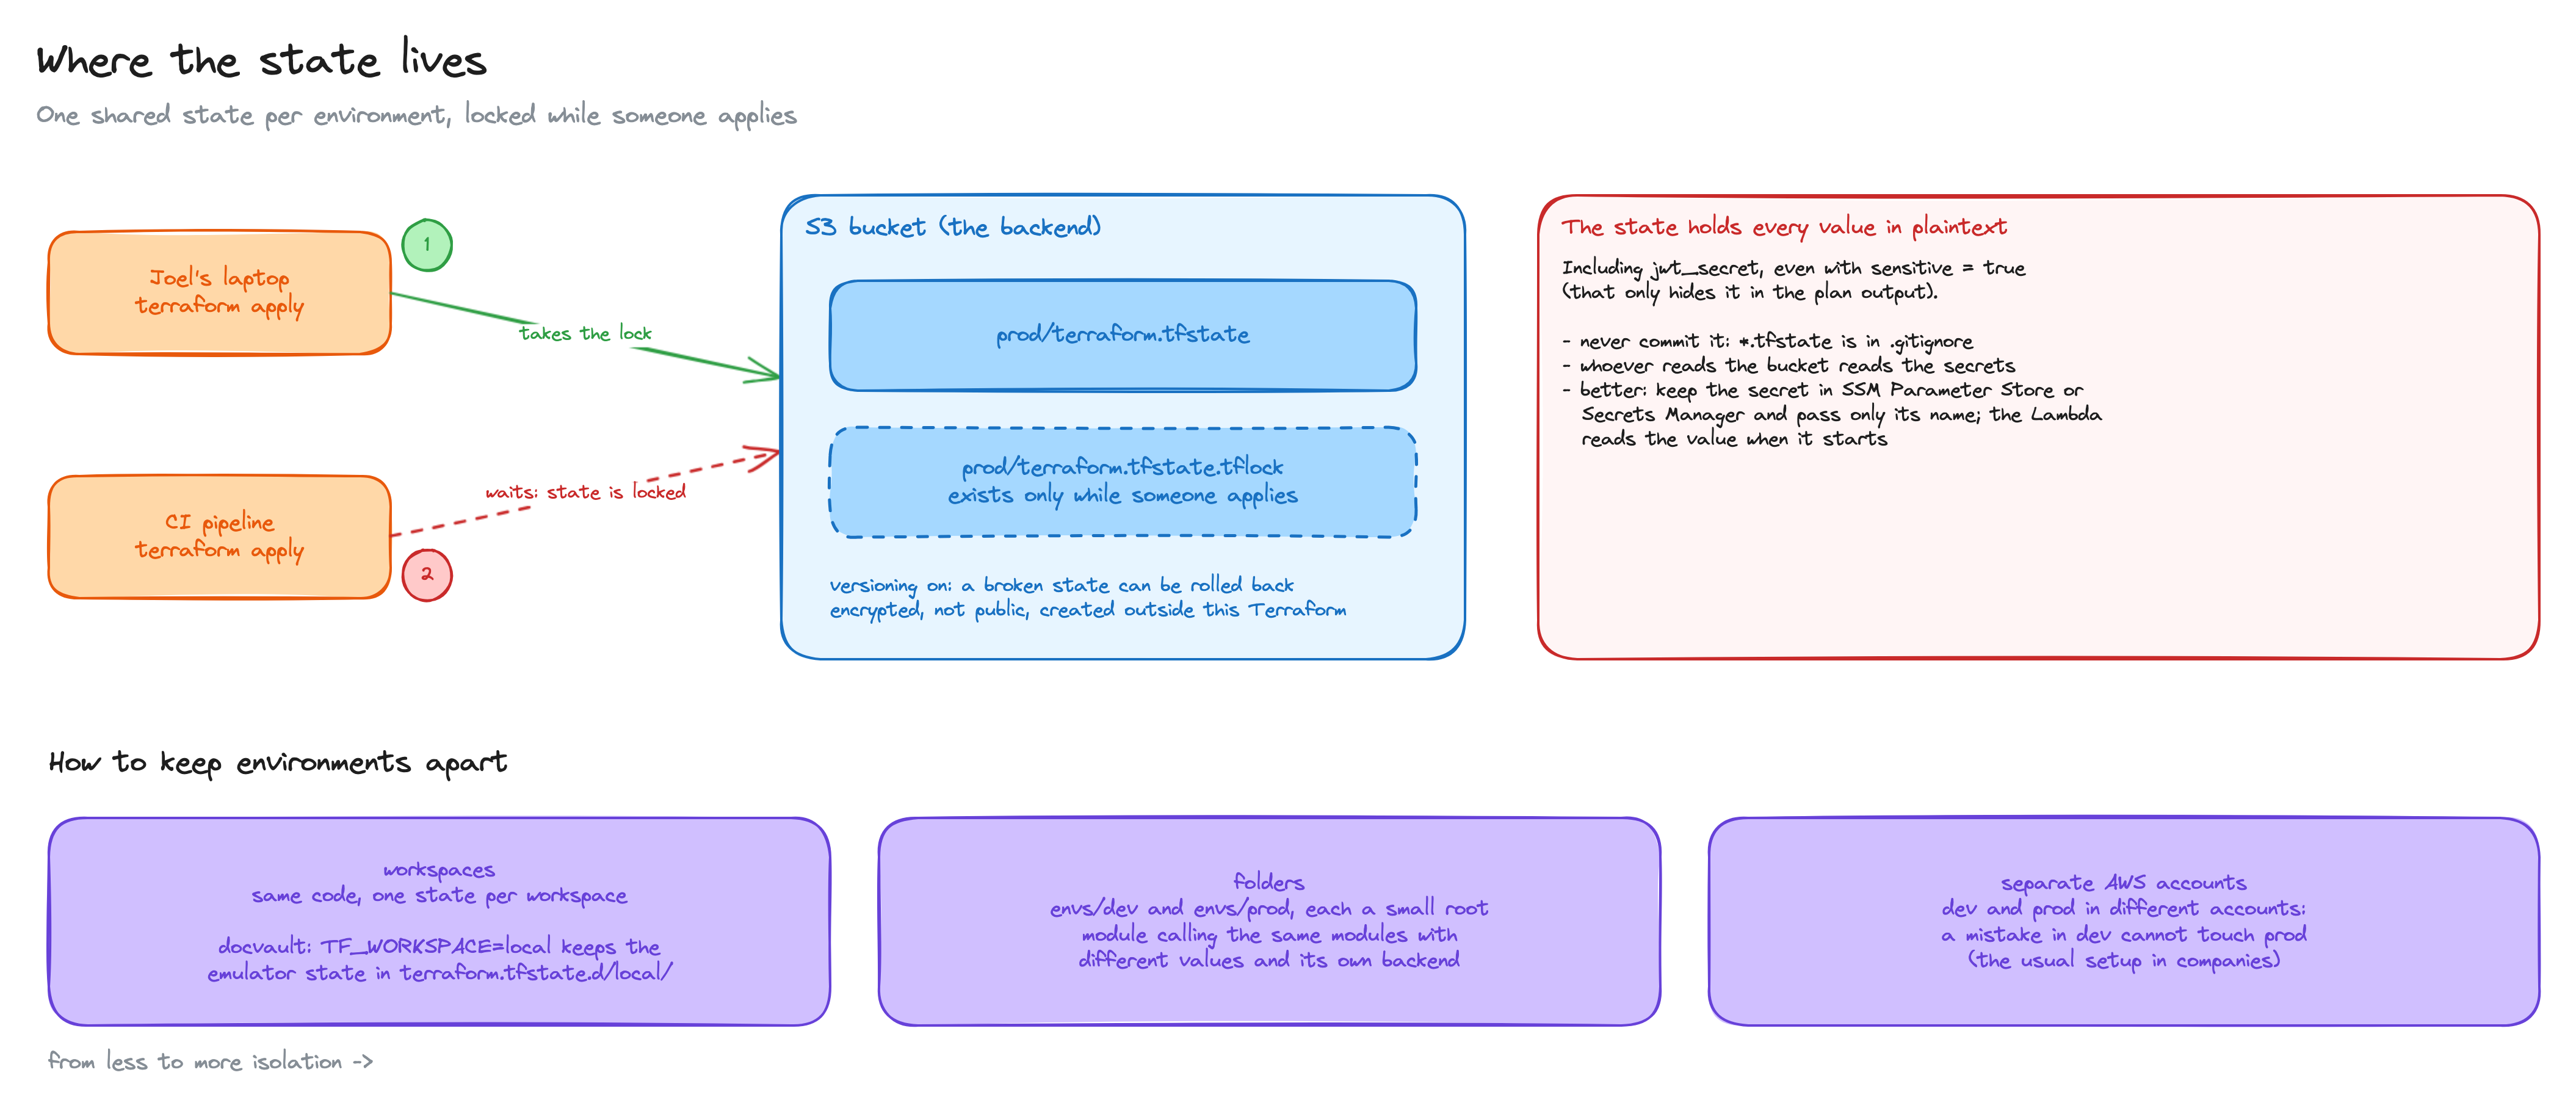 Where the state lives
One shared state per environment, locked while someone applies
Joel's laptop
terraform apply
1
takes the lock
CI pipeline
terraform apply
2
waits: state is locked
S3 bucket (the backend)
prod/terraform.tfstate
prod/terraform.tfstate.tflock
exists only while someone applies
versioning on: a broken state can be rolled back
encrypted, not public, created outside this Terraform
The state holds every value in plaintext
Including jwt_secret, even with sensitive = true
(that only hides it in the plan output).
- never commit it: *.tfstate is in .gitignore
- whoever reads the bucket reads the secrets
- better: keep the secret in SSM Parameter Store or
Secrets Manager and pass only its name; the Lambda
reads the value when it starts
How to keep environments apart
workspaces
same code, one state per workspace
docvault: TF_WORKSPACE=local keeps the
emulator state in terraform.tfstate.d/local/
folders
envs/dev and envs/prod, each a small root
module calling the same modules with
different values and its own backend
separate AWS accounts
dev and prod in different accounts:
a mistake in dev cannot touch prod
(the usual setup in companies)
from less to more isolation ->